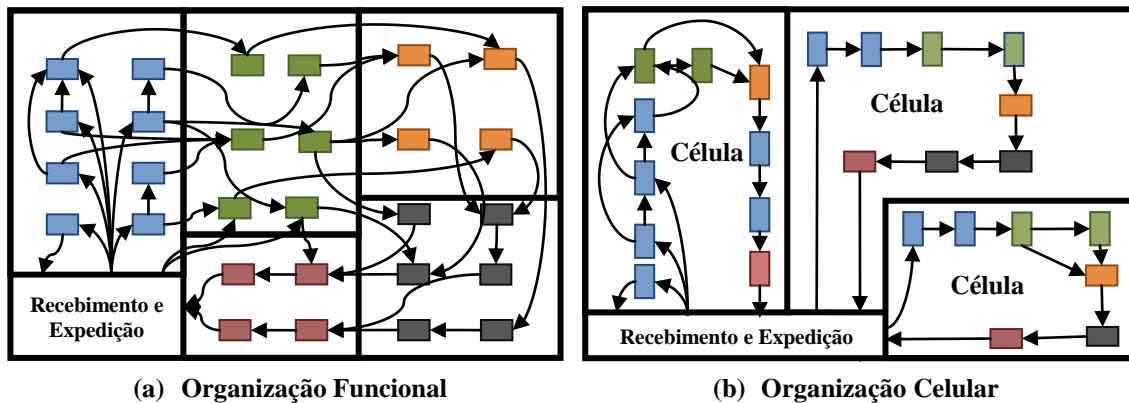 Recebimento e
Expedição
(a) Organização Funcional
Célula
Célula
Célula
Recebimento e Expedição
(b) Organização Celular